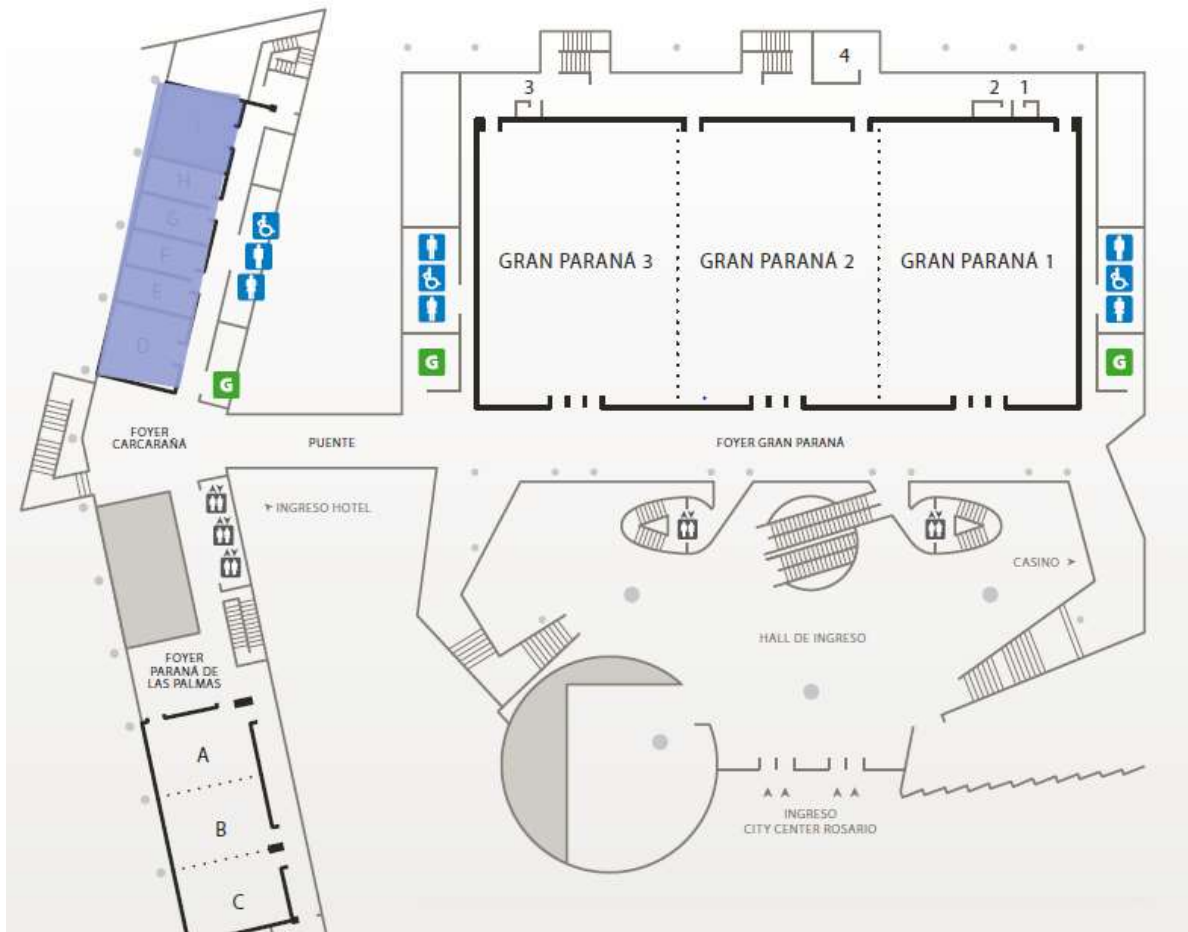 4
3
2
1
H
G
F
E
D
GRAN PARANÁ 3
GRAN PARANÁ 2
GRAN PARANÁ 1
G
G
G
FOYER
CARCARAÑÁ
PUENTE
FOYER GRAN PARANÁ
INGRESO HOTEL
CASINO
HALL DE INGRESO
FOYER
PARANÁ DE
LAS PALMAS
A
B
C
INGRESO
CITY CENTER ROSARIO